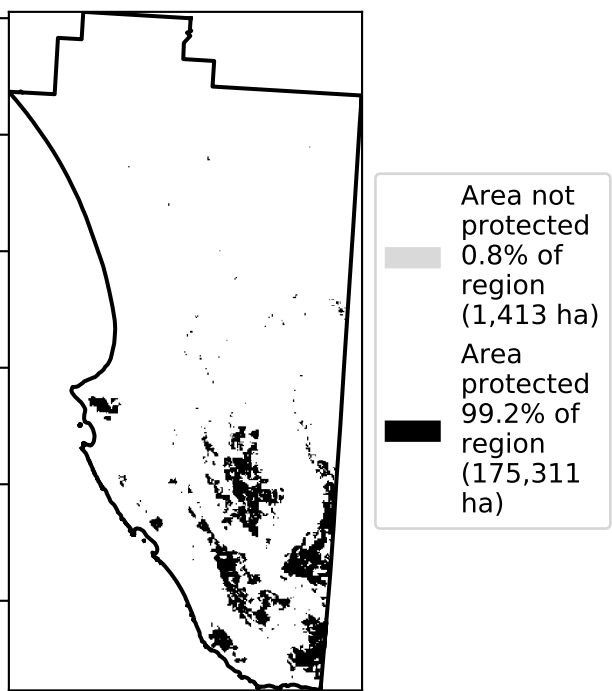 Area not
protected
0.8% of
region
(1,413 ha)
Area
protected
99.2% of
region
(175,311
ha)